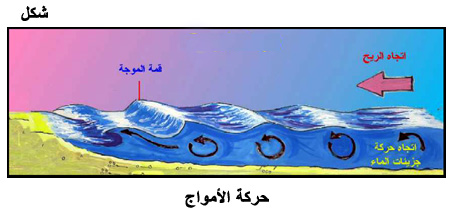 شكل
اتجاه الريح
قمة الموجة
اتجاه حركة
جزيئات الماء
حركة الأمواج